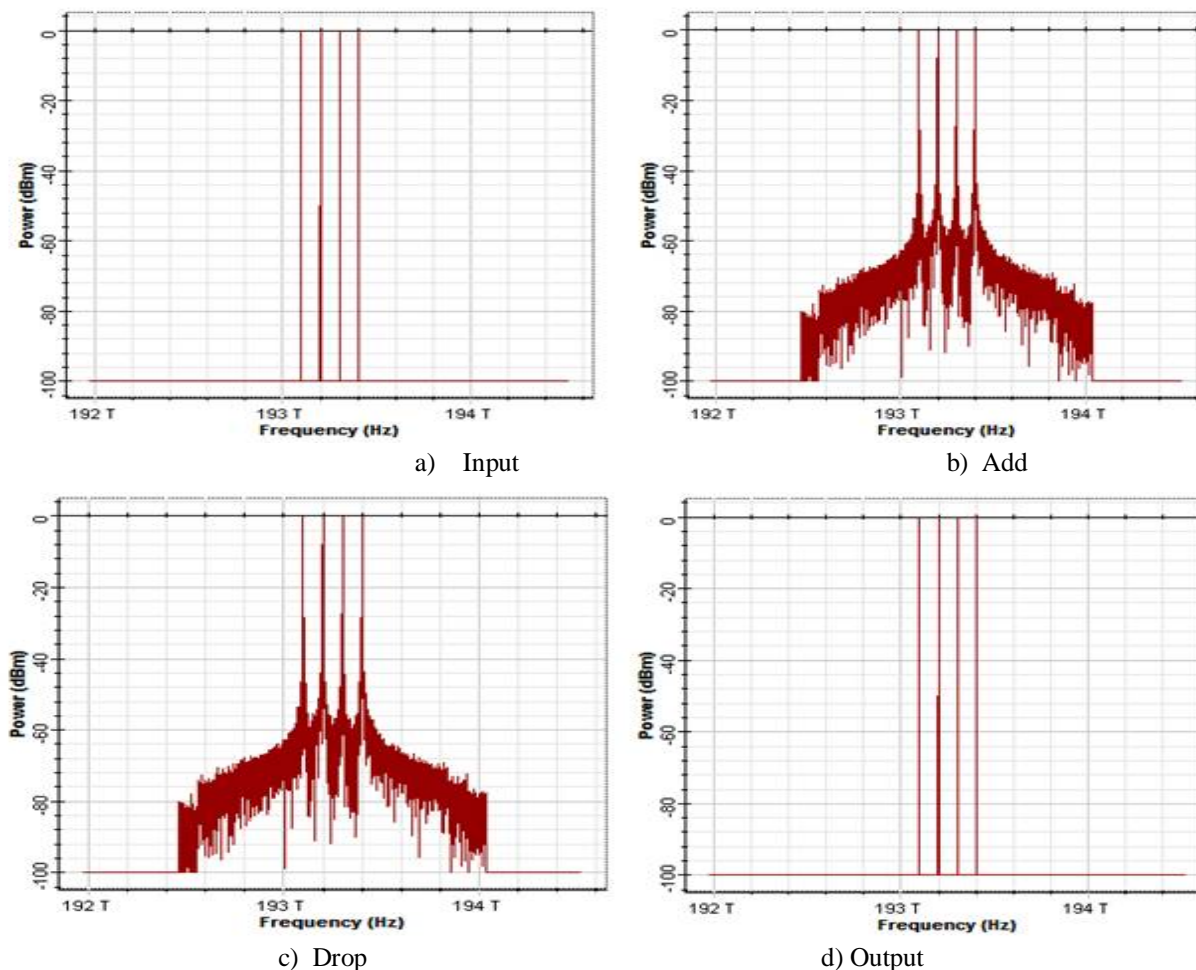 Power (dBm)
0
-20
-40
-60
-80
-100
192 T 193 T 194 T
Frequency (Hz)
a) Input
Power (dBm)
0
-20
-40
-60
-80
-100
192 T 193 T 194 T
Frequency (Hz)
b) Add
Power (dBm)
0
-20
-40
-60
-80
-100
192 T 193 T 194 T
Frequency (Hz)
c) Drop
Power (dBm)
0
-20
-40
-60
-80
-100
192 T 193 T 194 T
Frequency (Hz)
d) Output